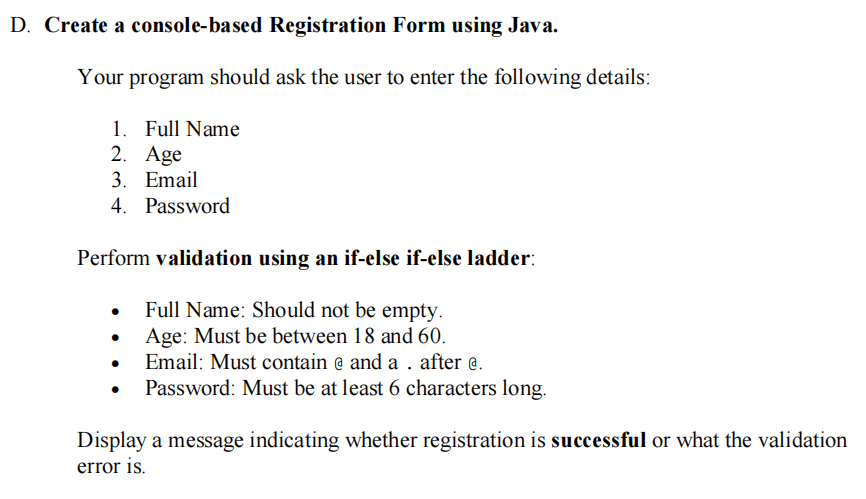 D. Create a console-based Registration Form using Java.
Your program should ask the user to enter the following details:
1. Full Name
2. Age
3. Email
4. Password
Perform validation using an if-else if-else ladder:
• Full Name: Should not be empty.
• Age: Must be between 18 and 60.
• Email: Must contain @ and a . after @.
• Password: Must be at least 6 characters long.
Display a message indicating whether registration is successful or what the validation
error is.